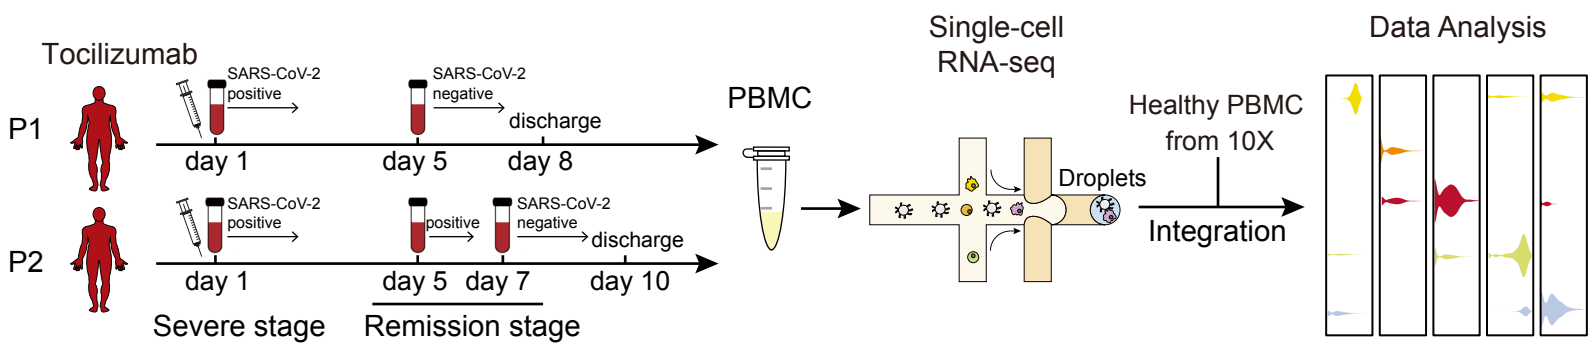 Tocilizumab
P1
SARS-CoV-2
positive
SARS-CoV-2
negative
discharge
day 1
day 5
day 8
P2
SARS-CoV-2
positive
positive
SARS-CoV-2
negative
discharge
day 1
day 5
day 7
day 10
Severe stage
Remission stage
PBMC
Single-cell
RNA-seq
Droplets
Healthy PBMC
from 10X
Integration
Data Analysis